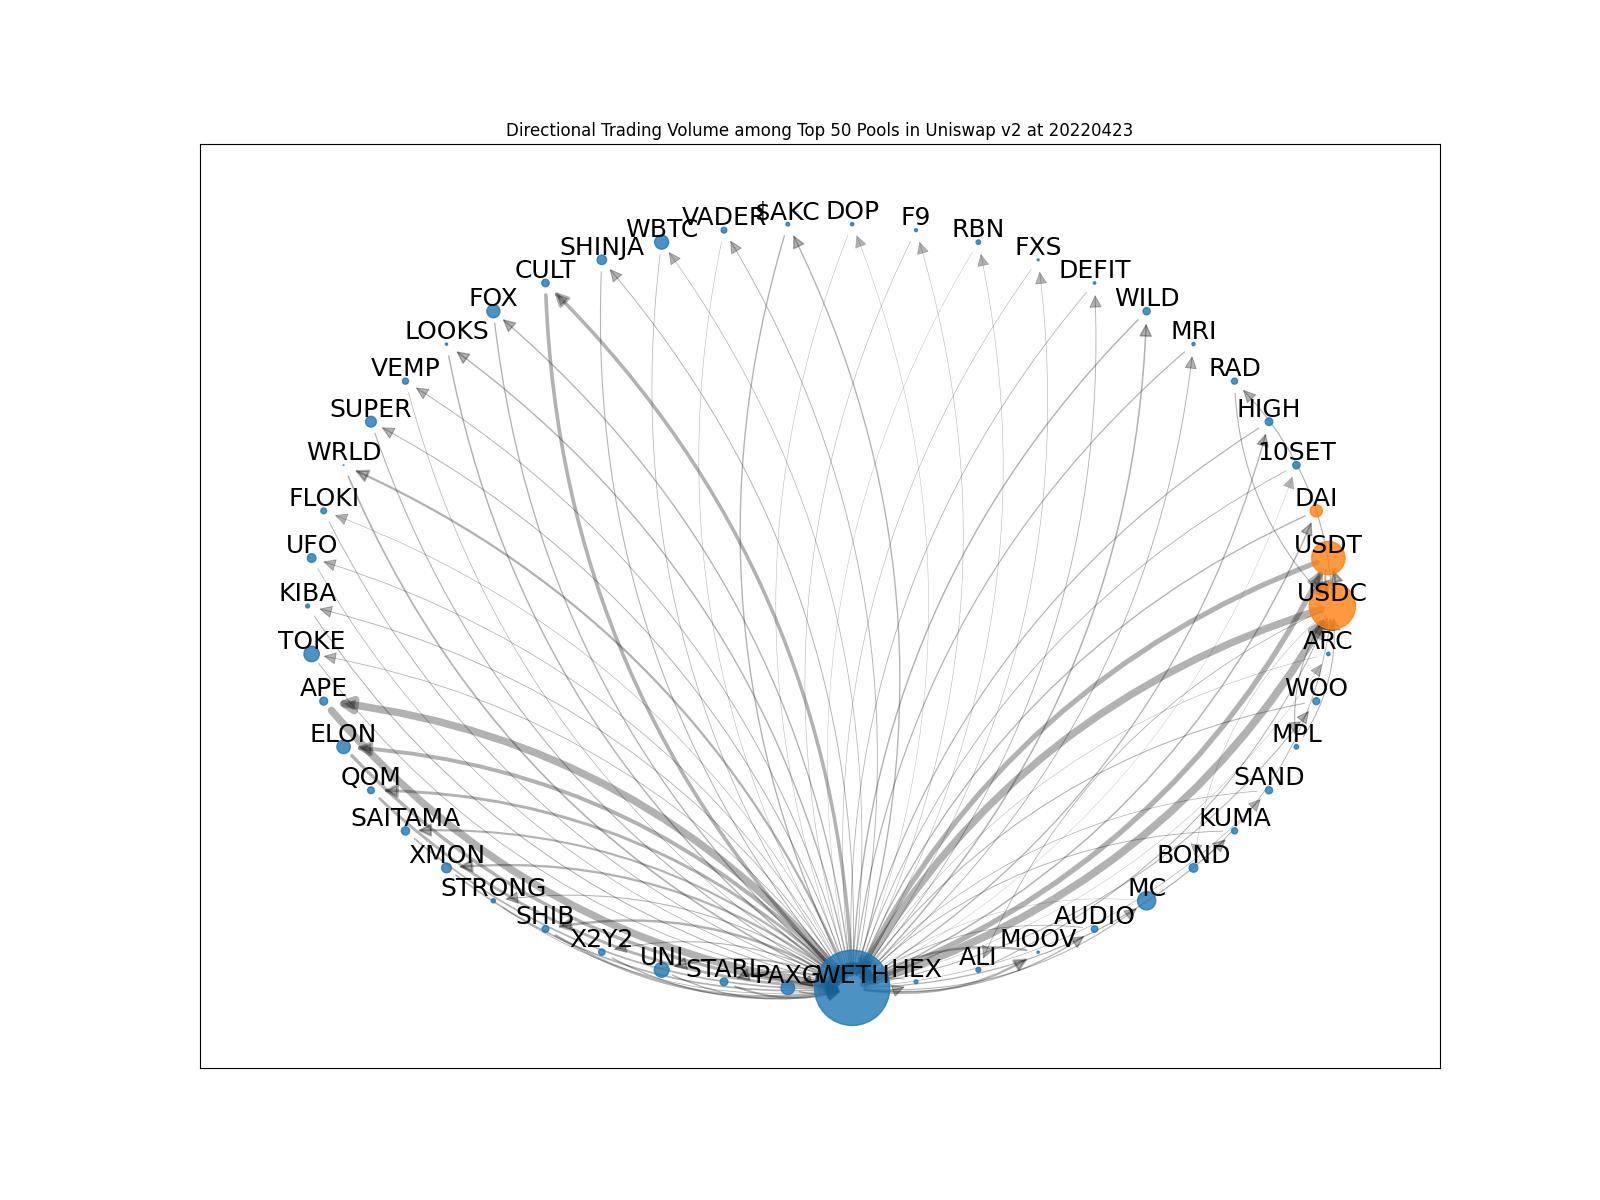 Directional Trading Volume among Top 50 Pools in Uniswap v2 at 20220423
VADER $AKC DOP F9
WBTC RBN
SHINJA FXS
CULT DEFIT
FOX WILD
LOOKS MRI
VEMP RAD
SUPER HIGH
WRLD 10SET
FLOKI DAI
UFO USDT
KIBA USDC
TOKE ARC
APE WOO
ELON MPL
QOM SAND
SAITAMA KUMA
XMON BOND
STRONG MC
SHIB AUDIO
X2Y2 MOOV
UNI STARL PAXG WETH HEX ALI